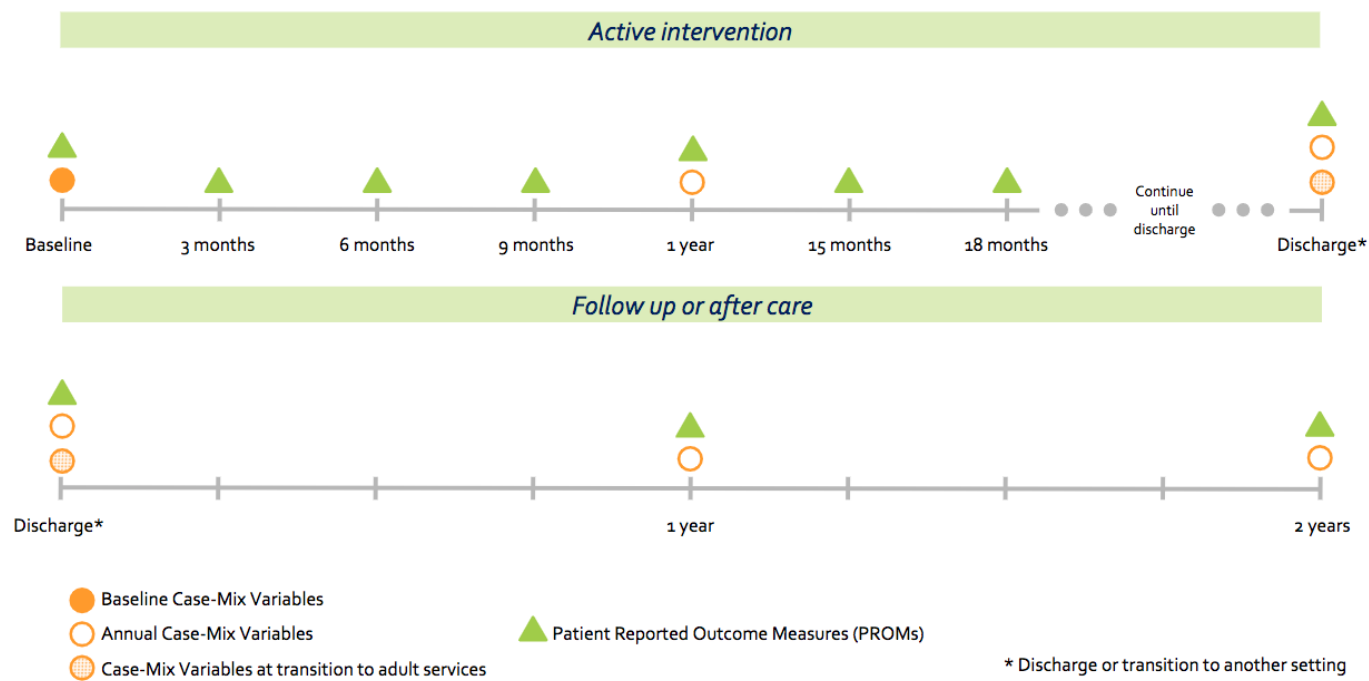 Active intervention
Continue
until
discharge
Baseline 3 months 6 months 9 months 1 year 15 months 18 months Discharge*
Follow up or after care
Discharge* 1 year 2 years
Baseline Case-Mix Variables
Annual Case-Mix Variables Patient Reported Outcome Measures (PROMs)
Case-Mix Variables at transition to adult services * Discharge or transition to another setting